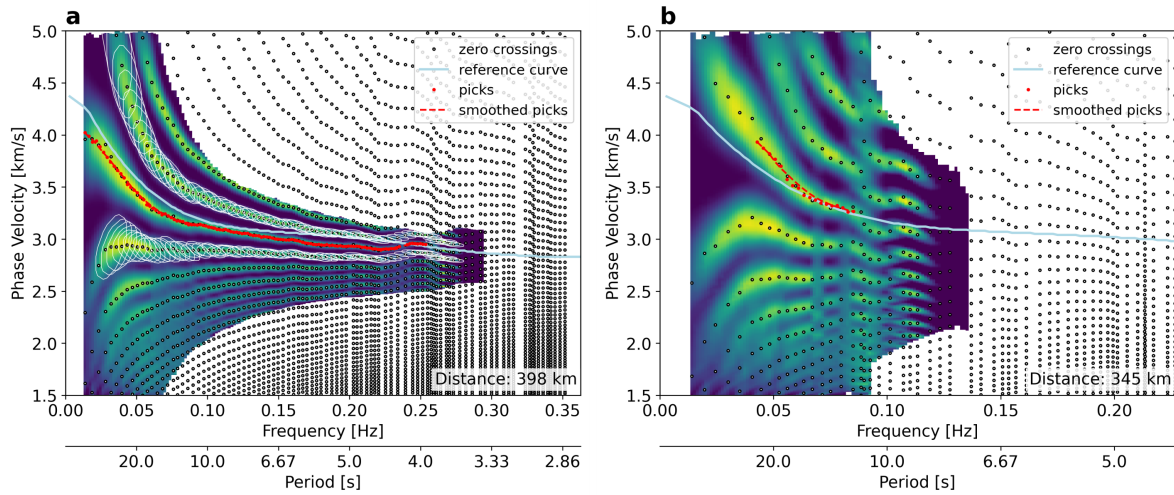 a
5.0
4.5
4.0
3.5
3.0
2.5
2.0
1.5
Phase Velocity [km/s]
zero crossings
reference curve
picks
smoothed picks
Distance: 398 km
0.00 0.05 0.10 0.15 0.20 0.25 0.30 0.35
Frequency [Hz]
20.0 10.0 6.67 5.0 4.0 3.33 2.86
Period [s]
b
5.0
4.5
4.0
3.5
3.0
2.5
2.0
1.5
Phase Velocity [km/s]
zero crossings
reference curve
picks
smoothed picks
Distance: 345 km
0.00 0.05 0.10 0.15 0.20
Frequency [Hz]
20.0 10.0 6.67 5.0
Period [s]